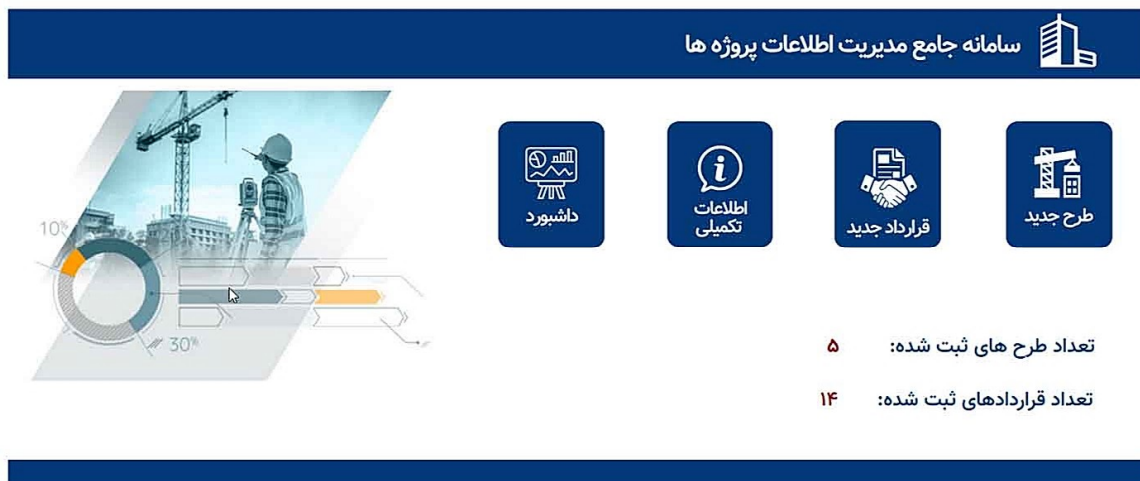 سامانه جامع مدیریت اطلاعات پروژه ها
طرح جدید
قرارداد جدید
اطلاعات
تکمیلی
داشبورد
تعداد طرح های ثبت شده: ۵
تعداد قراردادهای ثبت شده: ۱۴
10%
30%